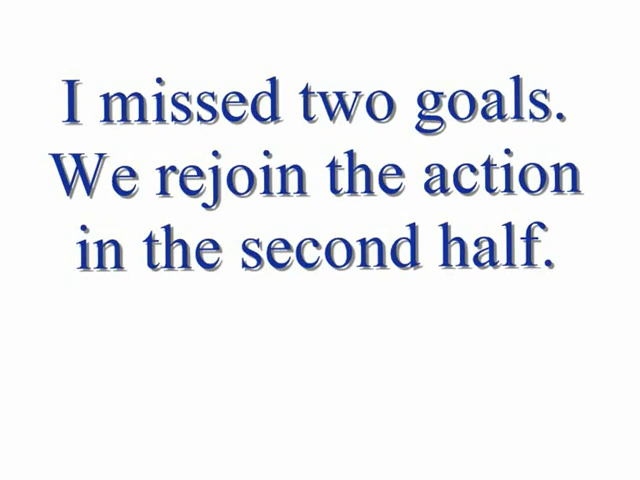 I missed two goals.
We rejoin the action
in the second half.